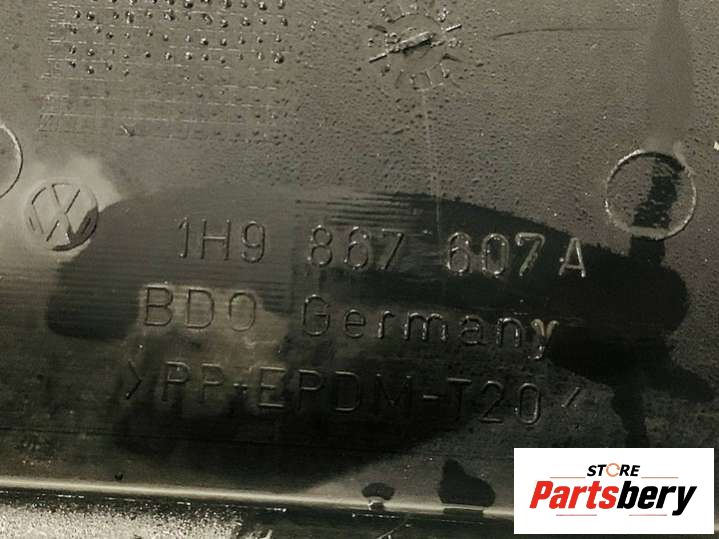 1H9 867 607 A
BDO Germany
>PP+EPDM-T20<
STORE
Partsbery